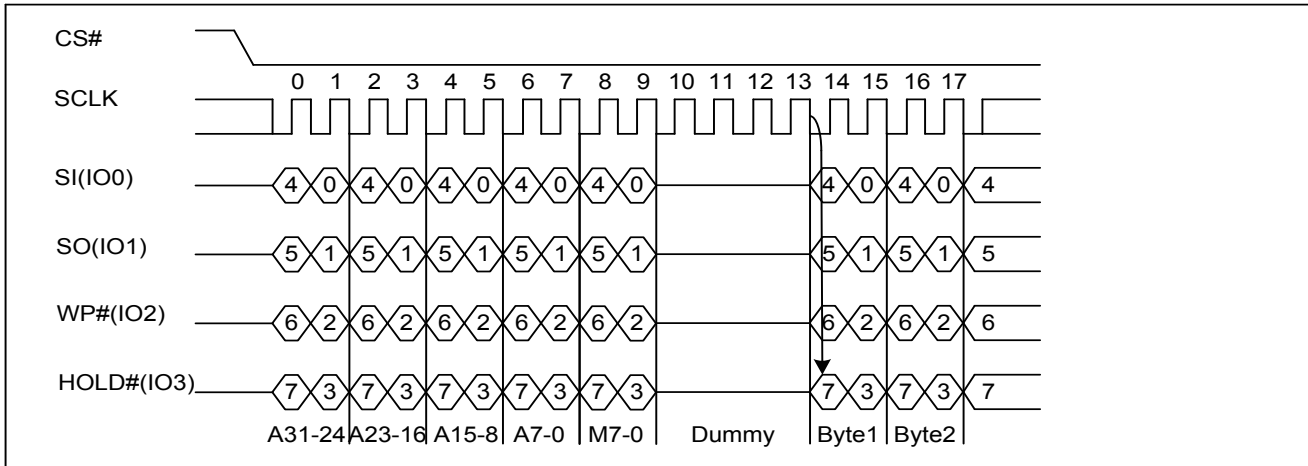 CS#
0 1 2 3 4 5 6 7 8 9 10 11 12 13 14 15 16 17
SCLK
SI(IO0) 4 0 4 0 4 0 4 0 4 0 4 0 4 0 4
SO(IO1) 5 1 5 1 5 1 5 1 5 1 5 1 5 1 5
WP#(IO2) 6 2 6 2 6 2 6 2 6 2 6 2 6 2 6
HOLD#(IO3) 7 3 7 3 7 3 7 3 7 3 7 3 7 3 7
A31-24 A23-16 A15-8 A7-0 M7-0 Dummy Byte1 Byte2